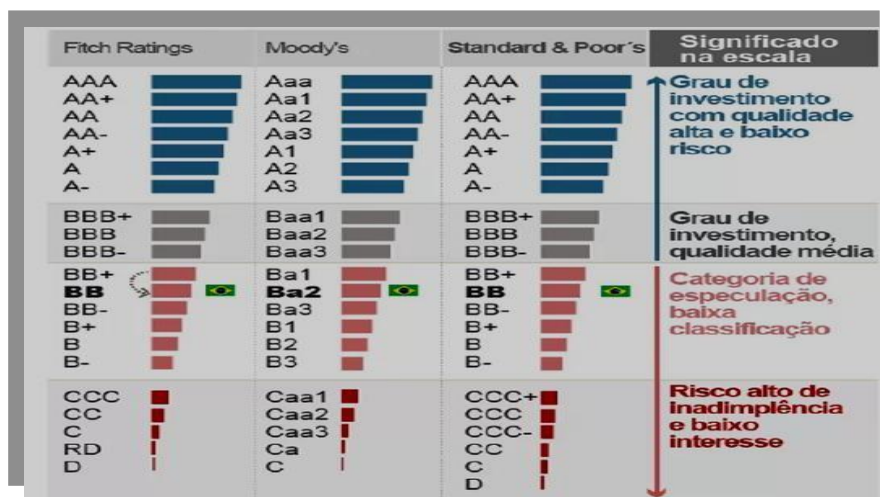 Fitch Ratings Moody's Standard & Poor´s Significado
na escala
AAA Aaa AAA Grau de
AA+ Aa1 AA+ investimento
AA Aa2 AA com qualidade
AA- Aa3 AA- alta e baixo
A+ A1 A+ risco
A A2 A
A- A3 A-
BBB+ Baa1 BBB+ Grau de
BBB Baa2 BBB investimento,
BBB- Baa3 BBB- qualidade média
BB+ Ba1 BB+ Categoria de
BB Ba2 BB especulação,
BB- Ba3 BB- baixa
B+ B1 B+ classificação
B B2 B
B- B3 B-
CCC Caa1 CCC+ Risco alto de
CC Caa2 CCC inadimplência
C Caa3 CCC- e baixo
RD Ca CC interesse
D C C
D